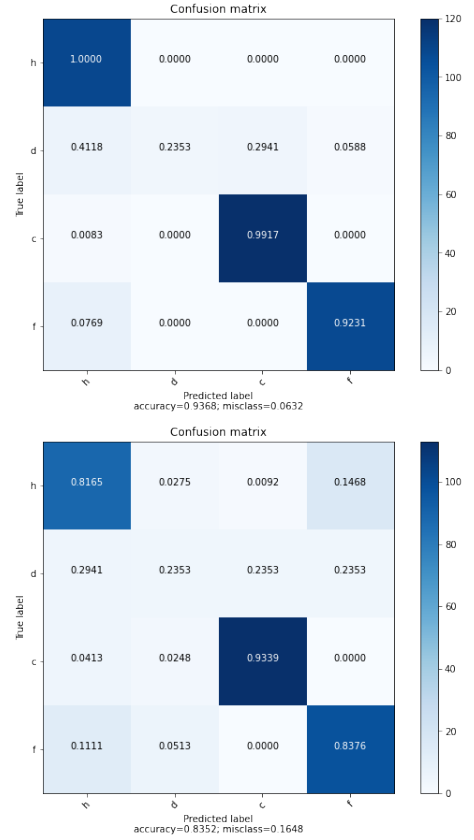 Confusion matrix
120
h 1.0000 0.0000 0.0000 0.0000
100
d 0.4118 0.2353 0.2941 0.0588
80
True label
60
c 0.0083 0.0000 0.9917 0.0000
40
f 0.0769 0.0000 0.0000 0.9231
20
0
h d c f
Predicted label
accuracy=0.9368; misclass=0.0632
Confusion matrix
h 0.8165 0.0275 0.0092 0.1468
100
80
d 0.2941 0.2353 0.2353 0.2353
True label
60
c 0.0413 0.0248 0.9339 0.0000
40
f 0.1111 0.0513 0.0000 0.8376
20
0
h d c f
Predicted label
accuracy=0.8352; misclass=0.1648